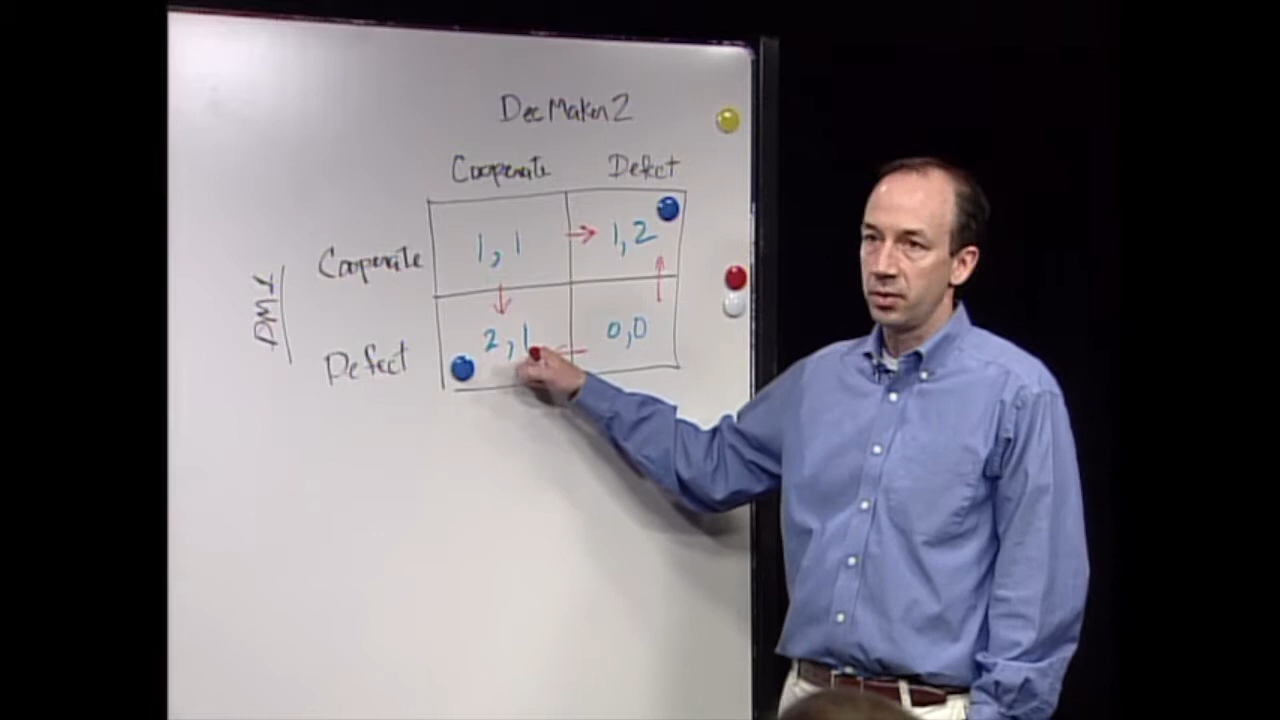 Dec Maker 2
Cooperate Defect
Cooperate 1, 1 1, 2
DM 1
Defect 2, 1 0, 0